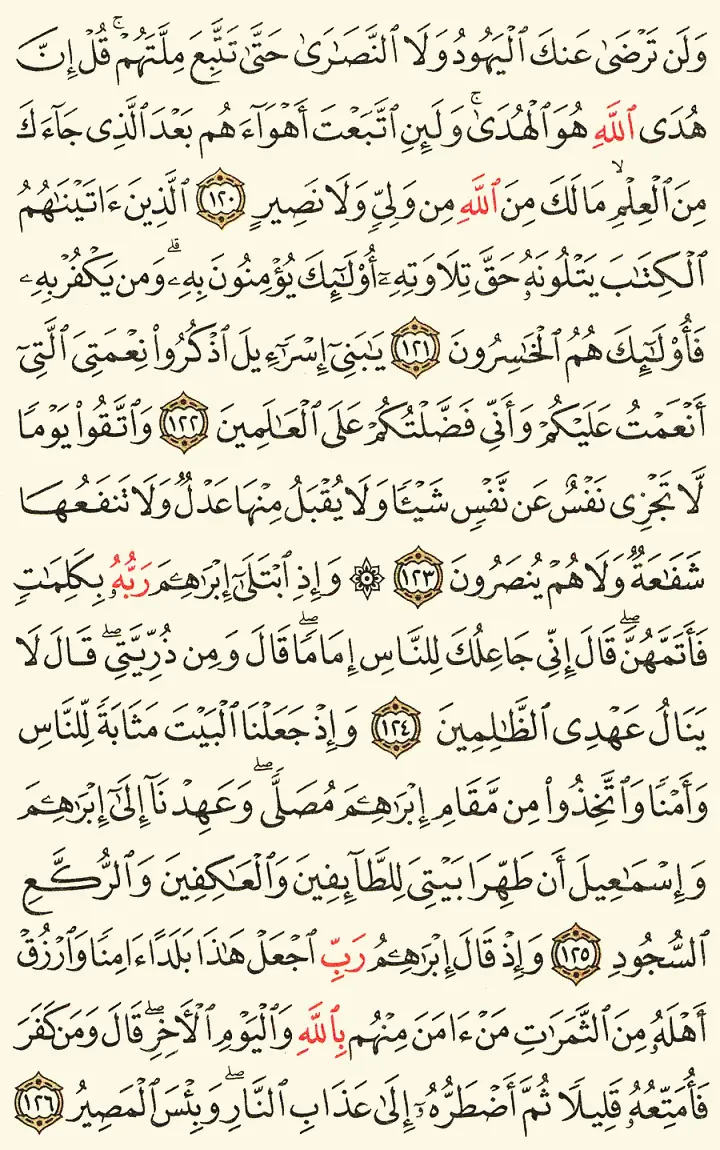 وَلَن تَرْضَىٰ عَنكَ ٱلْيَهُودُ وَلَا ٱلنَّصَٰرَىٰ حَتَّىٰ تَتَّبِعَ مِلَّتَهُمْ ۗ قُلْ إِنَّ
هُدَى ٱللَّهِ هُوَ ٱلْهُدَىٰ ۗ وَلَئِنِ ٱتَّبَعْتَ أَهْوَآءَهُم بَعْدَ ٱلَّذِى جَآءَكَ
مِنَ ٱلْعِلْمِ ۙ مَا لَكَ مِنَ ٱللَّهِ مِن وَلِىٍّ وَلَا نَصِيرٍ ١٢٠ ٱلَّذِينَ ءَاتَيْنَٰهُمُ
ٱلْكِتَٰبَ يَتْلُونَهُۥ حَقَّ تِلَاوَتِهِۦٓ أُو۟لَٰٓئِكَ يُؤْمِنُونَ بِهِۦ ۗ وَمَن يَكْفُرْ بِهِۦ
فَأُو۟لَٰٓئِكَ هُمُ ٱلْخَٰسِرُونَ ١٢١ يَٰبَنِىٓ إِسْرَٰٓءِيلَ ٱذْكُرُوا۟ نِعْمَتِىَ ٱلَّتِىٓ
أَنْعَمْتُ عَلَيْكُمْ وَأَنِّى فَضَّلْتُكُمْ عَلَى ٱلْعَٰلَمِينَ ١٢٢ وَٱتَّقُوا۟ يَوْمًا
لَّا تَجْزِى نَفْسٌ عَن نَّفْسٍ شَيْـًٔا وَلَا يُقْبَلُ مِنْهَا عَدْلٌ وَلَا تَنفَعُهَا
شَفَٰعَةٌ وَلَا هُمْ يُنصَرُونَ ١٢٣ ۞ وَإِذِ ٱبْتَلَىٰٓ إِبْرَٰهِـۧمَ رَبُّهُۥ بِكَلِمَٰتٍ
فَأَتَمَّهُنَّ ۖ قَالَ إِنِّى جَاعِلُكَ لِلنَّاسِ إِمَامًا ۖ قَالَ وَمِن ذُرِّيَّتِى ۖ قَالَ لَا
يَنَالُ عَهْدِى ٱلظَّٰلِمِينَ ١٢٤ وَإِذْ جَعَلْنَا ٱلْبَيْتَ مَثَابَةً لِّلنَّاسِ
وَأَمْنًا وَٱتَّخِذُوا۟ مِن مَّقَامِ إِبْرَٰهِـۧمَ مُصَلًّى ۖ وَعَهِدْنَآ إِلَىٰٓ إِبْرَٰهِـۧمَ
وَإِسْمَٰعِيلَ أَن طَهِّرَا بَيْتِىَ لِلطَّآئِفِينَ وَٱلْعَٰكِفِينَ وَٱلرُّكَّعِ
ٱلسُّجُودِ ١٢٥ وَإِذْ قَالَ إِبْرَٰهِـۧمُ رَبِّ ٱجْعَلْ هَٰذَا بَلَدًا ءَامِنًا وَٱرْزُقْ
أَهْلَهُۥ مِنَ ٱلثَّمَرَٰتِ مَنْ ءَامَنَ مِنْهُم بِٱللَّهِ وَٱلْيَوْمِ ٱلْءَاخِرِ ۖ قَالَ وَمَن كَفَرَ
فَأُمَتِّعُهُۥ قَلِيلًا ثُمَّ أَضْطَرُّهُۥٓ إِلَىٰ عَذَابِ ٱلنَّارِ ۖ وَبِئْسَ ٱلْمَصِيرُ ١٢٦